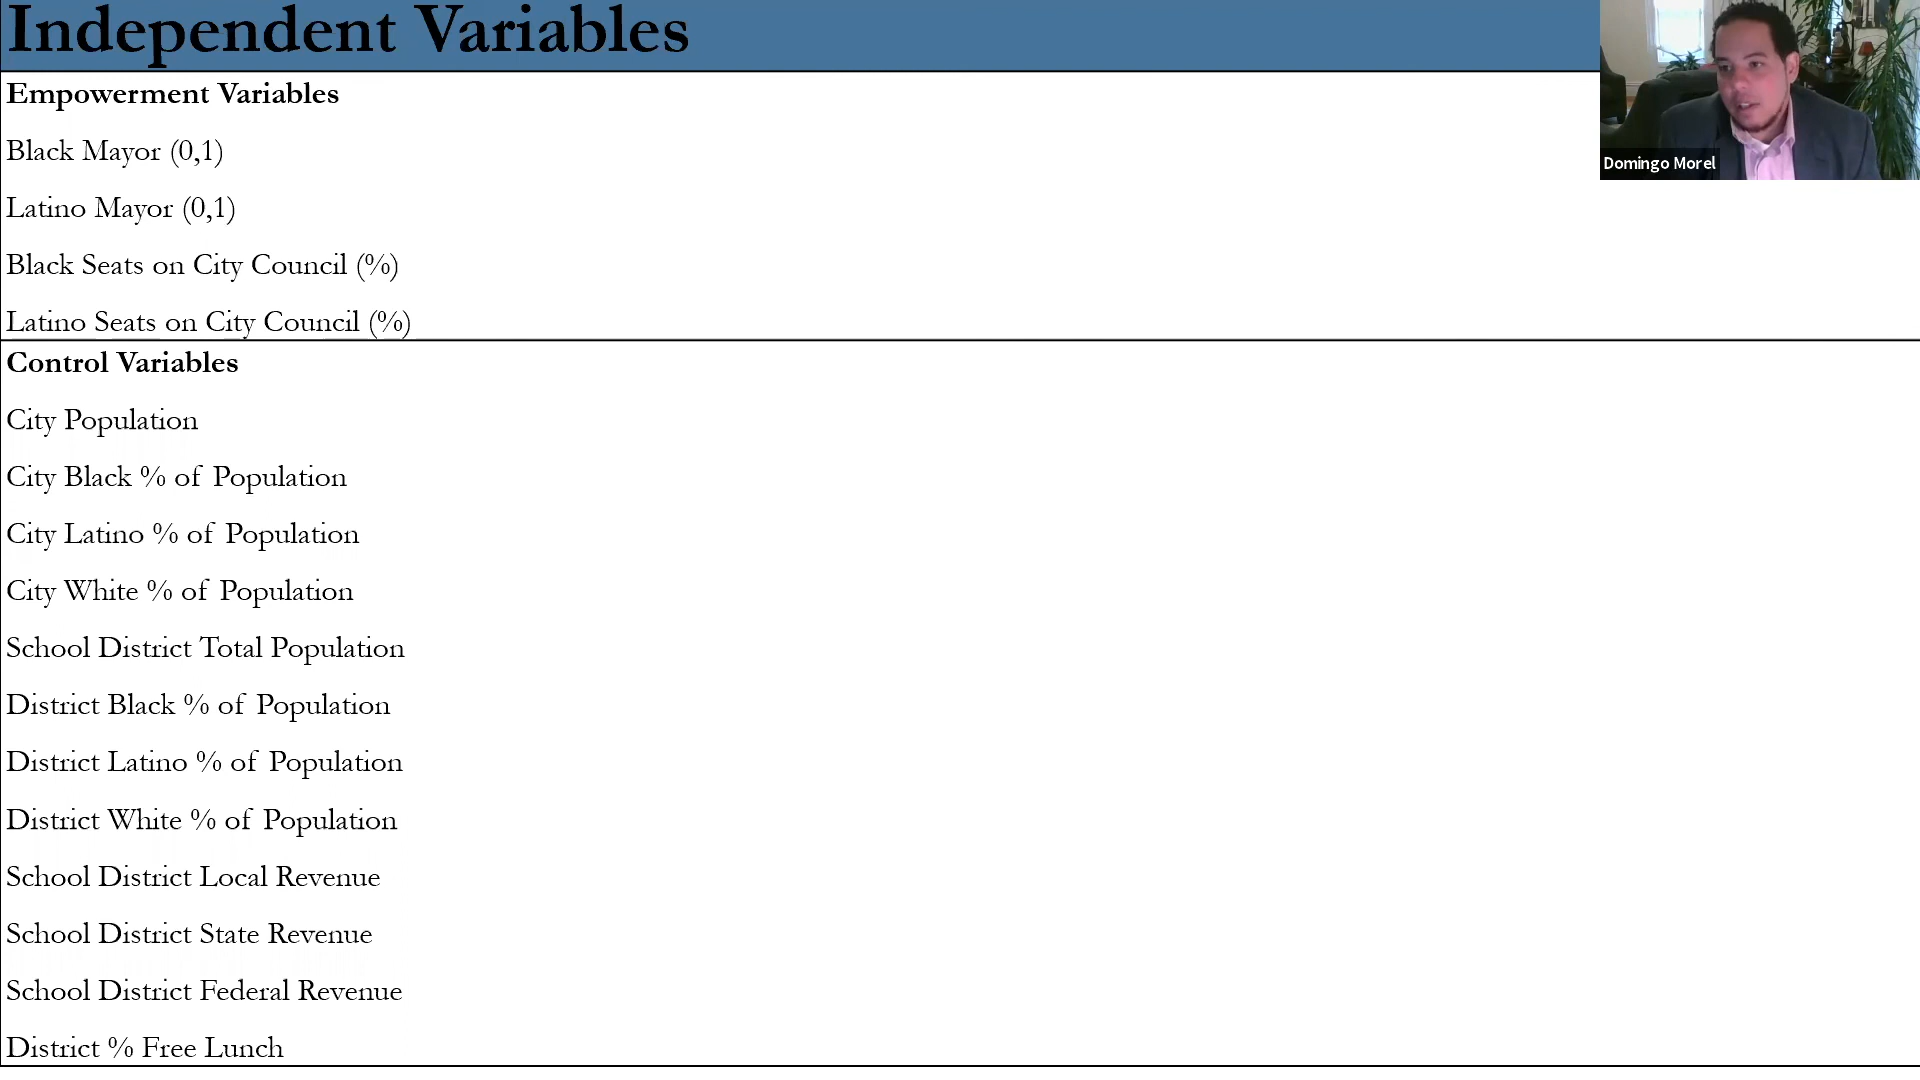 Independent Variables
Empowerment Variables
Black Mayor (0,1)
Latino Mayor (0,1)
Black Seats on City Council (%)
Latino Seats on City Council (%)
Control Variables
City Population
City Black % of Population
City Latino % of Population
City White % of Population
School District Total Population
District Black % of Population
District Latino % of Population
District White % of Population
School District Local Revenue
School District State Revenue
School District Federal Revenue
District % Free Lunch
Domingo Morel